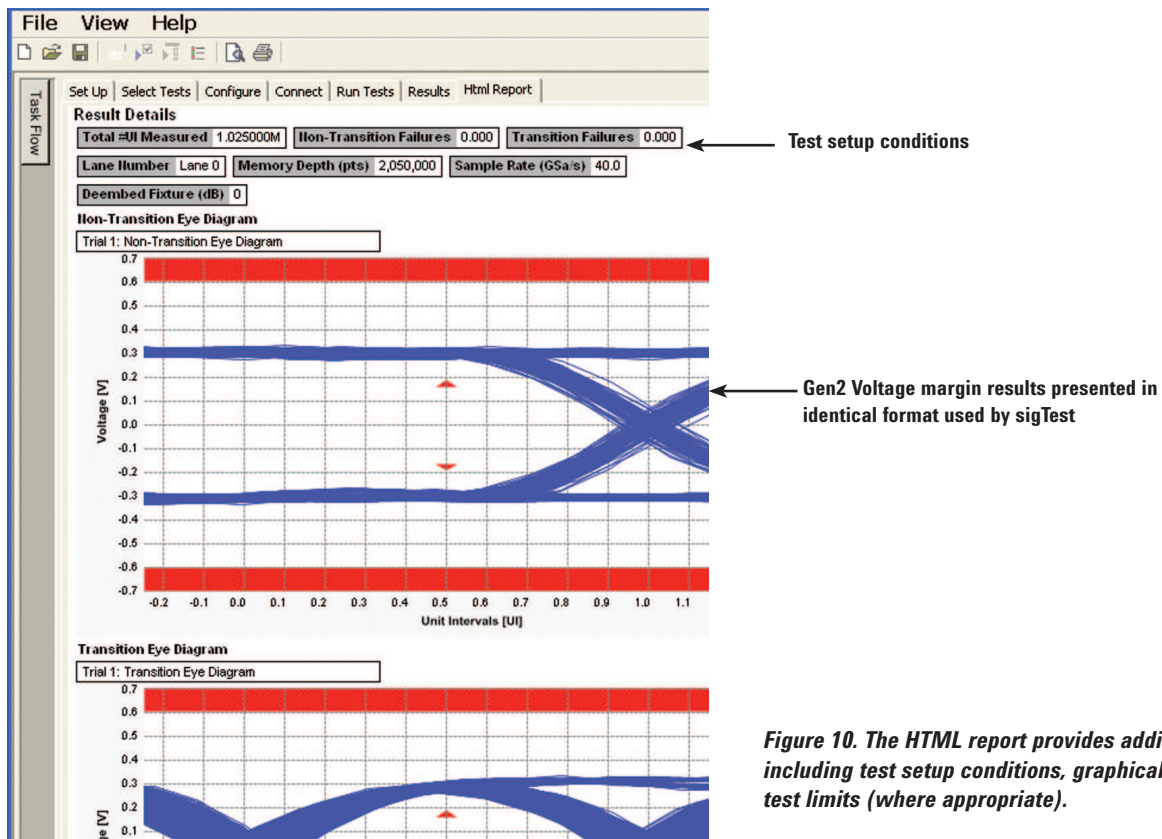 File View Help
Task Flow
Set Up Select Tests Configure Connect Run Tests Results Html Report
Result Details
Total #UI Measured 1.025000M Non-Transition Failures 0.000 Transition Failures 0.000
Test setup conditions
Lane Number Lane 0 Memory Depth (pts) 2,050,000 Sample Rate (GSa/s) 40.0
Deembed Fixture (dB) 0
Non-Transition Eye Diagram
Trial 1: Non-Transition Eye Diagram
0.7
0.6
0.5
0.4
0.3
0.2
0.1
0.0
-0.1
-0.2
-0.3
-0.4
-0.5
-0.6
-0.7
Voltage [V]
-0.2 -0.1 0.0 0.1 0.2 0.3 0.4 0.5 0.6 0.7 0.8 0.9 1.0 1.1
Unit Intervals [UI]
Gen2 Voltage margin results presented in
identical format used by sigTest
Transition Eye Diagram
Trial 1: Transition Eye Diagram
0.7
0.6
0.5
0.4
0.3
0.2
0.1
ge [V]
Figure 10. The HTML report provides addi
including test setup conditions, graphical
test limits (where appropriate).